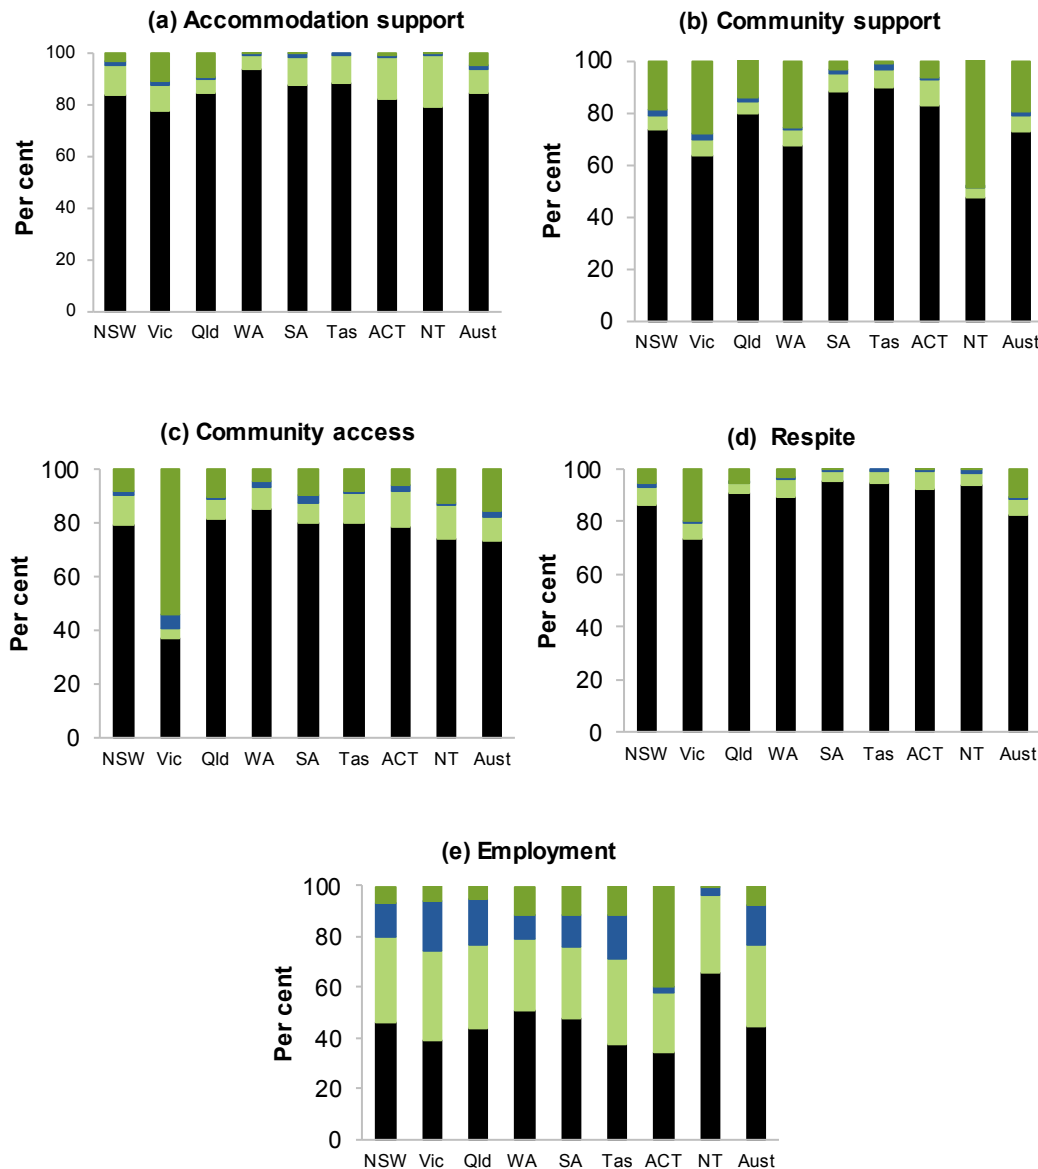 (a) Accommodation support
Per cent
100
80
60
40
20
0
NSW Vic Qld WA SA Tas ACT NT Aust
(b) Community support
Per cent
100
80
60
40
20
0
NSW Vic Qld WA SA Tas ACT NT Aust
(c) Community access
Per cent
100
80
60
40
20
0
NSW Vic Qld WA SA Tas ACT NT Aust
(d) Respite
Per cent
100
80
60
40
20
0
NSW Vic Qld WA SA Tas ACT NT Aust
(e) Employment
Per cent
100
80
60
40
20
0
NSW Vic Qld WA SA Tas ACT NT Aust